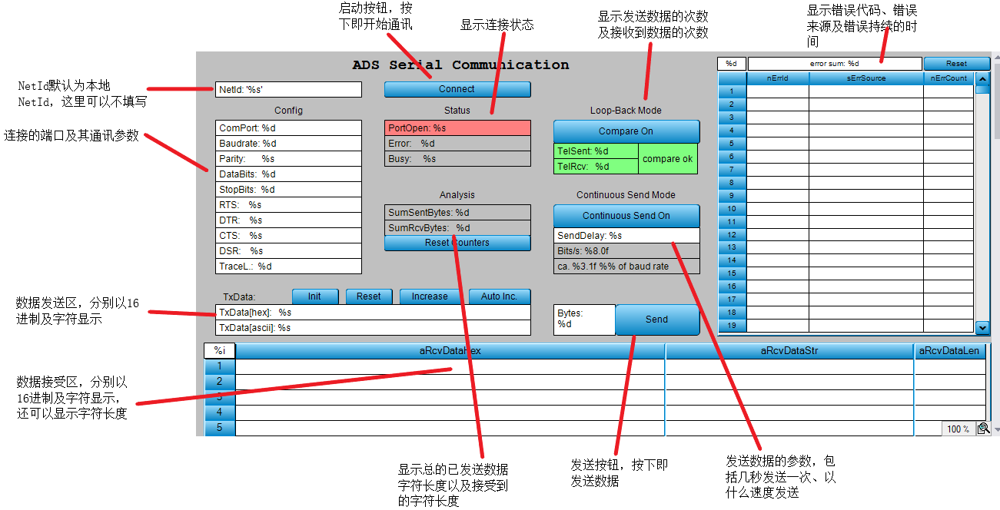 启动按钮，按
下即开始通讯
显示连接状态
显示发送数据的次数
及接收到数据的次数
显示错误代码、错误
来源及错误持续的时
间
NetId默认为本地
NetId，这里可以不填写
连接的端口及其通讯参数
数据发送区，分别以16
进制及字符显示
数据接受区，分别以
16进制及字符显示，
还可以显示字符长度
ADS Serial Communication
NetId: '%s'
Connect
Config
ComPort: %d
Baudrate: %d
Parity: %s
DataBits: %d
StopBits: %d
RTS: %s
DTR: %s
CTS: %s
DSR: %s
TraceL.: %d
Status
PortOpen: %s
Error: %d
Busy: %s
Analysis
SumSentBytes: %d
SumRcvBytes: %d
Reset Counters
Loop-Back Mode
Compare On
TelSent: %d
TelRcv: %d
compare ok
Continuous Send Mode
Continuous Send On
SendDelay: %s
Bits/s: %8.0f
ca. %3.1f %% of baud rate
TxData:
Init
Reset
Increase
Auto Inc.
TxData[hex]: %s
TxData[ascii]: %s
Bytes:
%d
Send
%d
error sum: %d
Reset
nErrId
sErrSource
nErrCount
1
2
3
4
5
6
7
8
9
10
11
12
13
14
15
16
17
18
19
%i
aRcvDataHex
aRcvDataStr
aRcvDataLen
1
2
3
4
5
100 %
显示总的已发送数据
字符长度以及接受到
的字符长度
发送按钮，按下即
发送数据
发送数据的参数，包
括几秒发送一次、以
什么速度发送